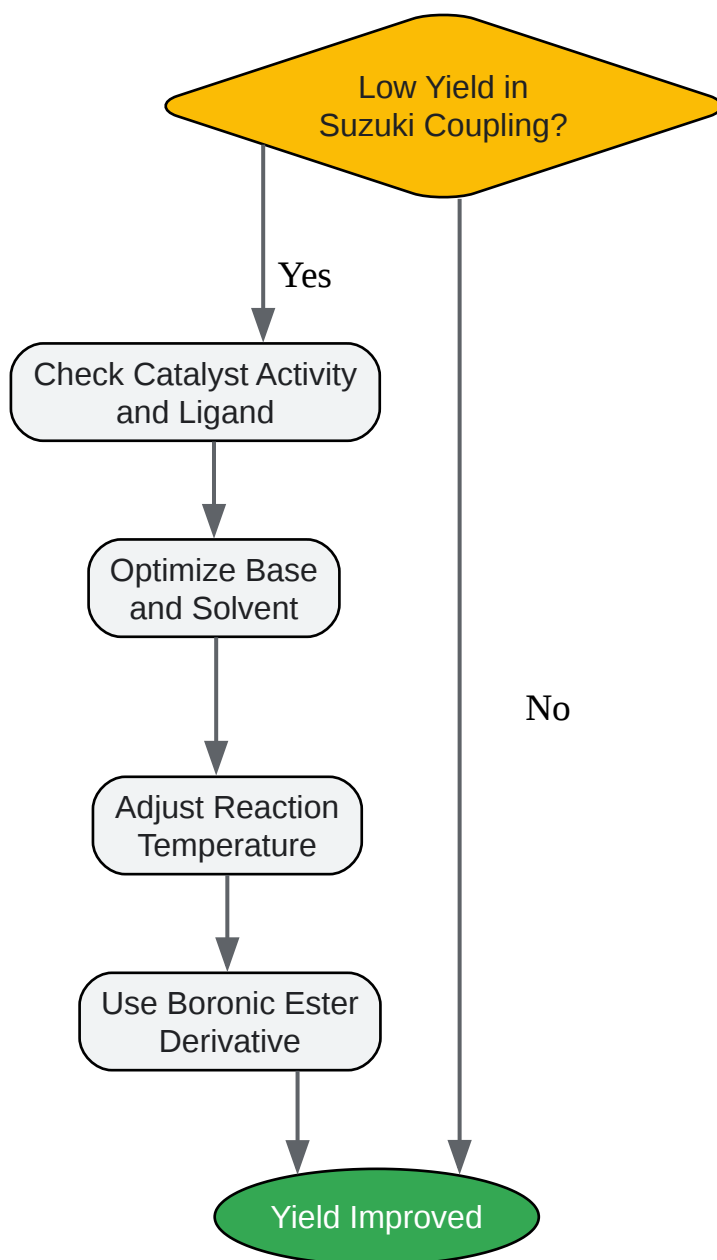 Low Yield in
Suzuki Coupling?
Yes
Check Catalyst Activity
and Ligand
Optimize Base
and Solvent
No
Adjust Reaction
Temperature
Use Boronic Ester
Derivative
Yield Improved